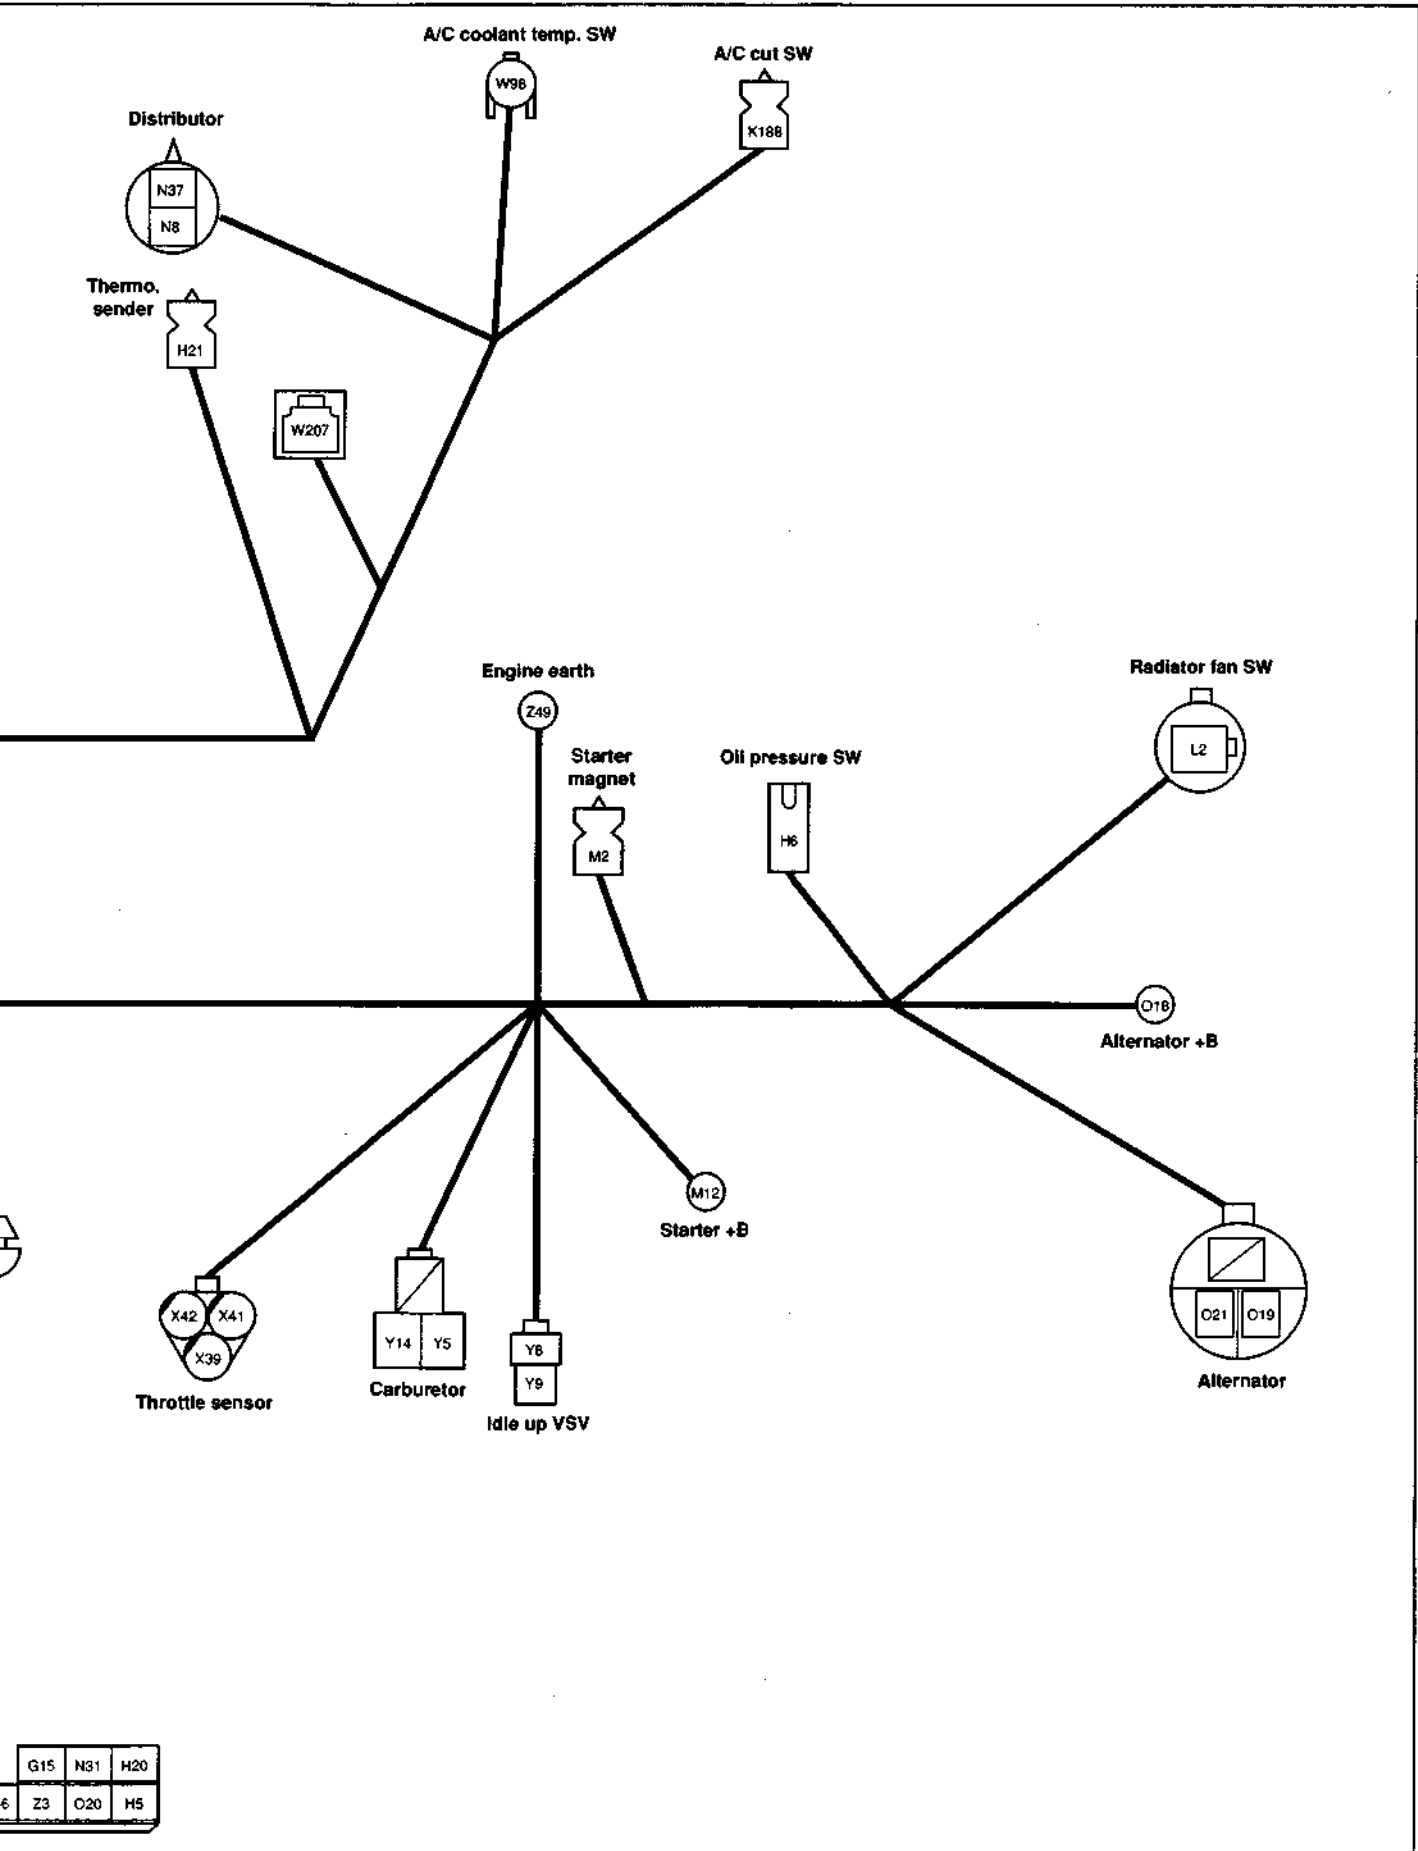 A/C coolant temp. SW
W98
A/C cut SW
K188
Distributor
N37
N8
Thermo.
sender
H21
W207
Engine earth
Z49
Starter
magnet
M2
Oil pressure SW
H6
Radiator fan SW
L2
O18
Alternator +B
M12
Starter +B
X42 X41
X39
Throttle sensor
Y14 Y5
Carburetor
Y8
Y9
Idle up VSV
O21 O19
Alternator
G15 N31 H20
6 Z3 O20 H5